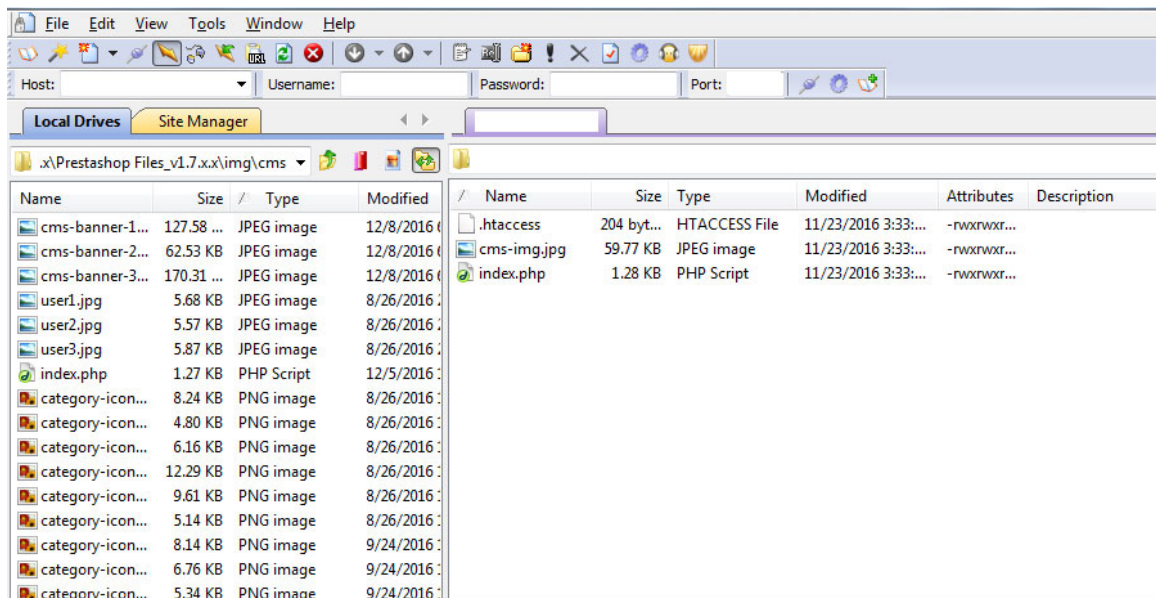 File Edit View Tools Window Help
URL
Host: Username: Password: Port:
Local Drives Site Manager
.x\Prestashop Files_v1.7.x.x\img\cms
Name Size Type Modified
cms-banner-1... 127.58 ... JPEG image 12/8/2016
cms-banner-2... 62.53 KB JPEG image 12/8/2016
cms-banner-3... 170.31 ... JPEG image 12/8/2016
user1.jpg 5.68 KB JPEG image 8/26/2016
user2.jpg 5.57 KB JPEG image 8/26/2016
user3.jpg 5.87 KB JPEG image 8/26/2016
index.php 1.27 KB PHP Script 12/5/2016
category-icon... 8.24 KB PNG image 8/26/2016
category-icon... 4.80 KB PNG image 8/26/2016
category-icon... 6.16 KB PNG image 8/26/2016
category-icon... 12.29 KB PNG image 8/26/2016
category-icon... 9.61 KB PNG image 8/26/2016
category-icon... 5.14 KB PNG image 8/26/2016
category-icon... 8.14 KB PNG image 9/24/2016
category-icon... 6.76 KB PNG image 9/24/2016
category-icon... 5.34 KB PNG image 9/24/2016
Name Size Type Modified Attributes Description
.htaccess 204 byt... HTACCESS File 11/23/2016 3:33:... -rwxrwxr...
cms-img.jpg 59.77 KB JPEG image 11/23/2016 3:33:... -rwxrwxr...
index.php 1.28 KB PHP Script 11/23/2016 3:33:... -rwxrwxr...